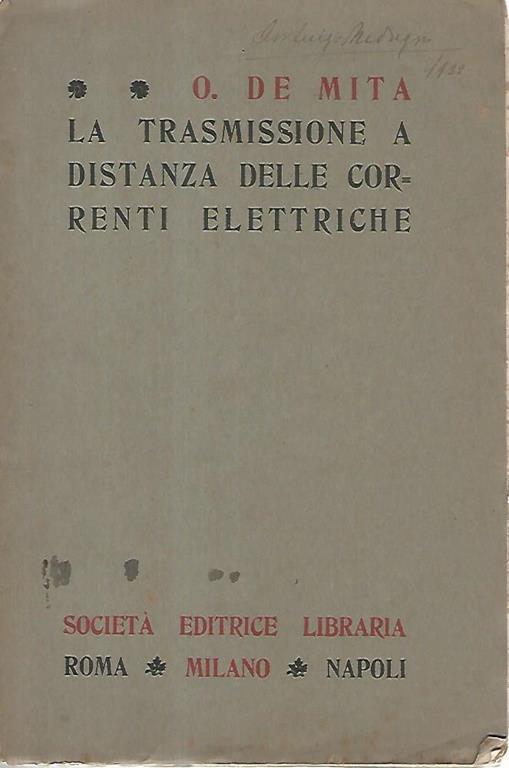 O. DE MITA
LA TRASMISSIONE A
DISTANZA DELLE COR=
RENTI ELETTRICHE
SOCIETÀ EDITRICE LIBRARIA
ROMA MILANO NAPOLI